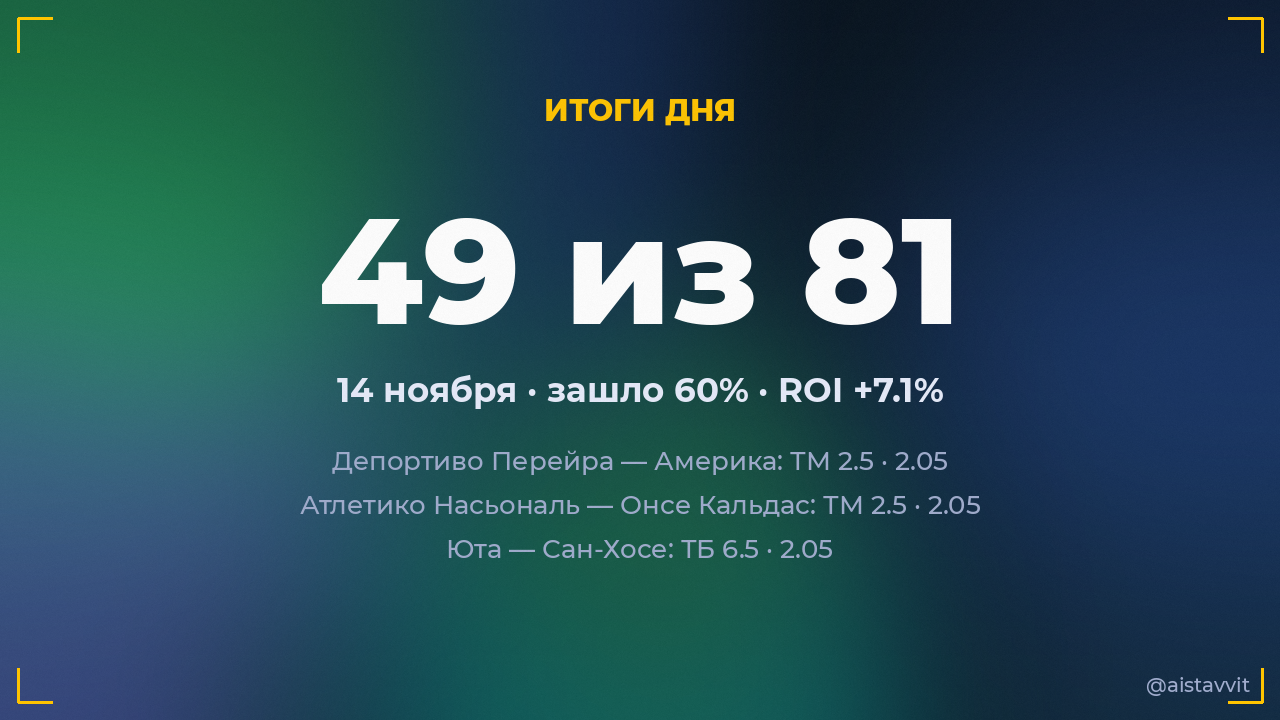 ИТОГИ ДНЯ
49 из 81
14 ноября · зашло 60% · ROI +7.1%
Депортиво Перейра — Америка: ТМ 2.5 · 2.05
Атлетико Насьональ — Онсе Кальдас: ТМ 2.5 · 2.05
Юта — Сан-Хосе: ТБ 6.5 · 2.05
@aistavvit